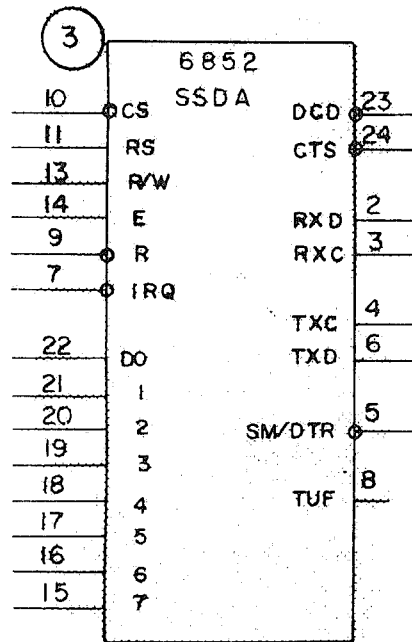 3
6852
SSDA
10 CS DCD 23
11 RS CTS 24
13 R/W
14 E RXD 2
9 R RXC 3
7 IRQ
TXC 4
22 D0 TXD 6
21 1
20 2 SM/DTR 5
19 3
18 4 TUF 8
17 5
16 6
15 7